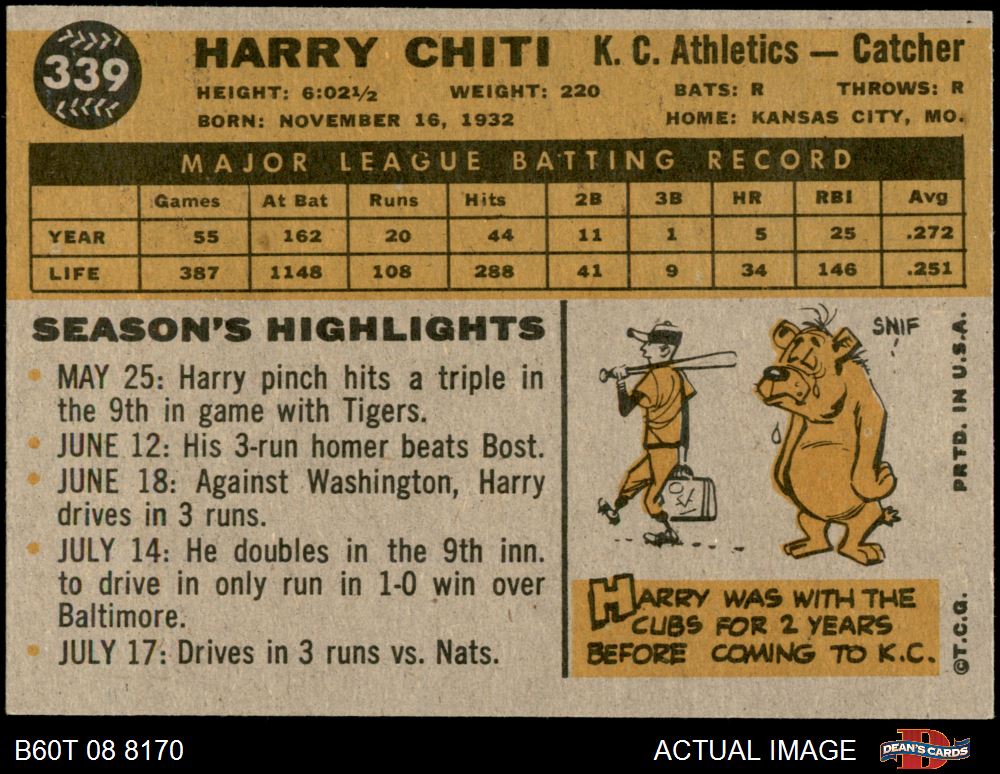 339
HARRY CHITI K. C. Athletics — Catcher
HEIGHT: 6:02½ WEIGHT: 220 BATS: R THROWS: R
BORN: NOVEMBER 16, 1932 HOME: KANSAS CITY, MO.
MAJOR LEAGUE BATTING RECORD
Games At Bat Runs Hits 2B 3B HR RBI Avg
YEAR 55 162 20 44 11 1 5 25 .272
LIFE 387 1148 108 288 41 9 34 146 .251
SEASON'S HIGHLIGHTS
• MAY 25: Harry pinch hits a triple in
the 9th in game with Tigers.
• JUNE 12: His 3-run homer beats Bost.
• JUNE 18: Against Washington, Harry
drives in 3 runs.
• JULY 14: He doubles in the 9th inn.
to drive in only run in 1-0 win over
Baltimore.
• JULY 17: Drives in 3 runs vs. Nats.
SNIF
HARRY WAS WITH THE
CUBS FOR 2 YEARS
BEFORE COMING TO K.C.
©T.C.G. PRTD. IN U.S.A.
B60T 08 8170 ACTUAL IMAGE DEAN'S CARDS